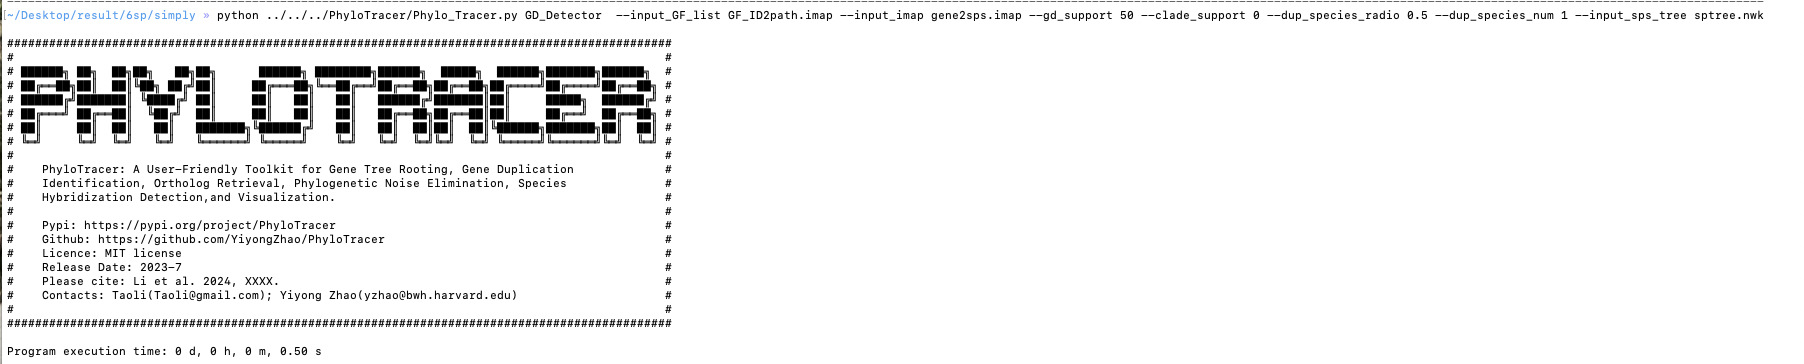 ~/Desktop/result/6sp/simply » python ../../../PhyloTracer/Phylo_Tracer.py GD_Detector  --input_GF_list GF_ID2path.imap --input_imap gene2sps.imap --gd_support 50 --clade_support 0 --dup_species_radio 0.5 --dup_species_num 1 --input_sps_tree sptree.nwk
###############################################################################################
PHYLOTRACER
# PhyloTracer: A User-Friendly Toolkit for Gene Tree Rooting, Gene Duplication #
# Identification, Ortholog Retrieval, Phylogenetic Noise Elimination, Species #
# Hybridization Detection,and Visualization. #
# #
# Pypi: https://pypi.org/project/PhyloTracer #
# Github: https://github.com/YiyongZhao/PhyloTracer #
# Licence: MIT license #
# Release Date: 2023-7 #
# Please cite: Li et al. 2024, XXXX. #
# Contacts: Taoli(Taoli@gmail.com); Yiyong Zhao(yzhao@bwh.harvard.edu) #
# #
###############################################################################################
Program execution time: 0 d, 0 h, 0 m, 0.50 s